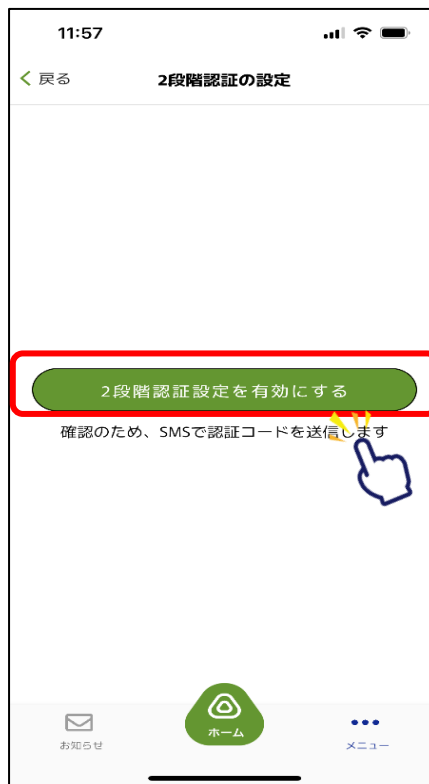 11:57
戻る
2段階認証の設定
2段階認証設定を有効にする
確認のため、SMSで認証コードを送信します
お知らせ
ホーム
メニュー